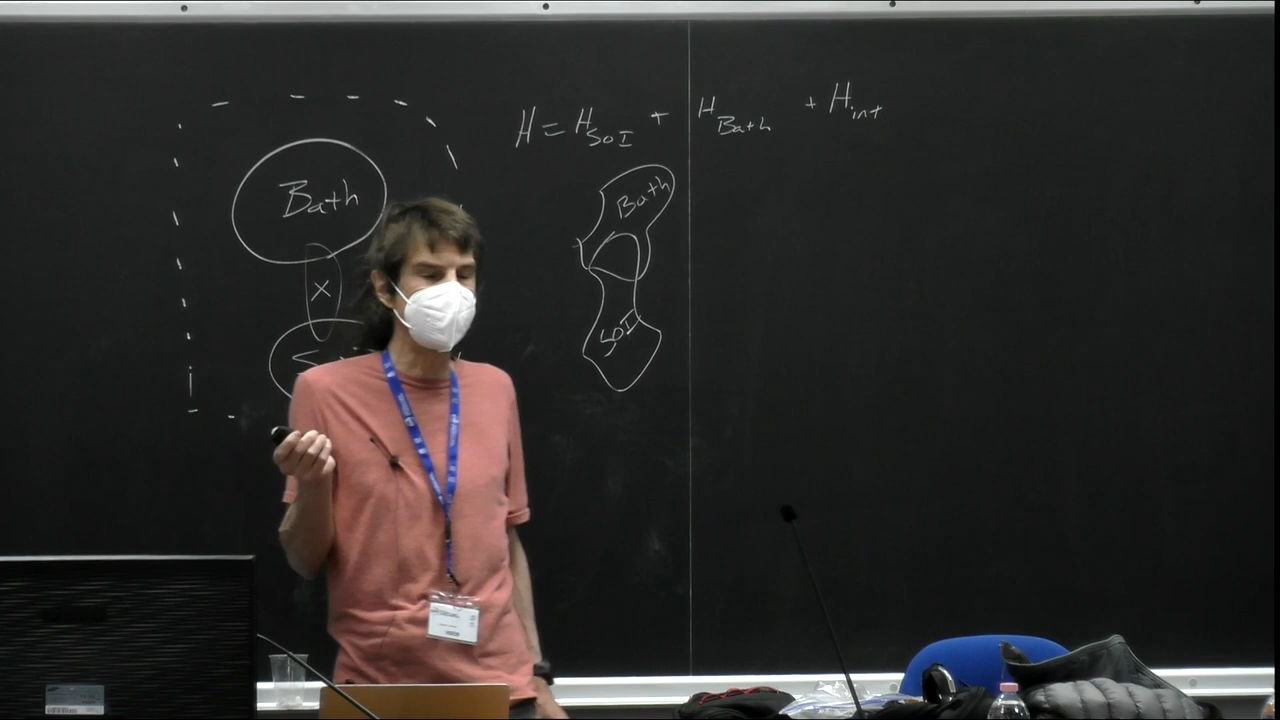 H = H_SOI + H_Bath + H_int
Bath
Bath
X
SOI